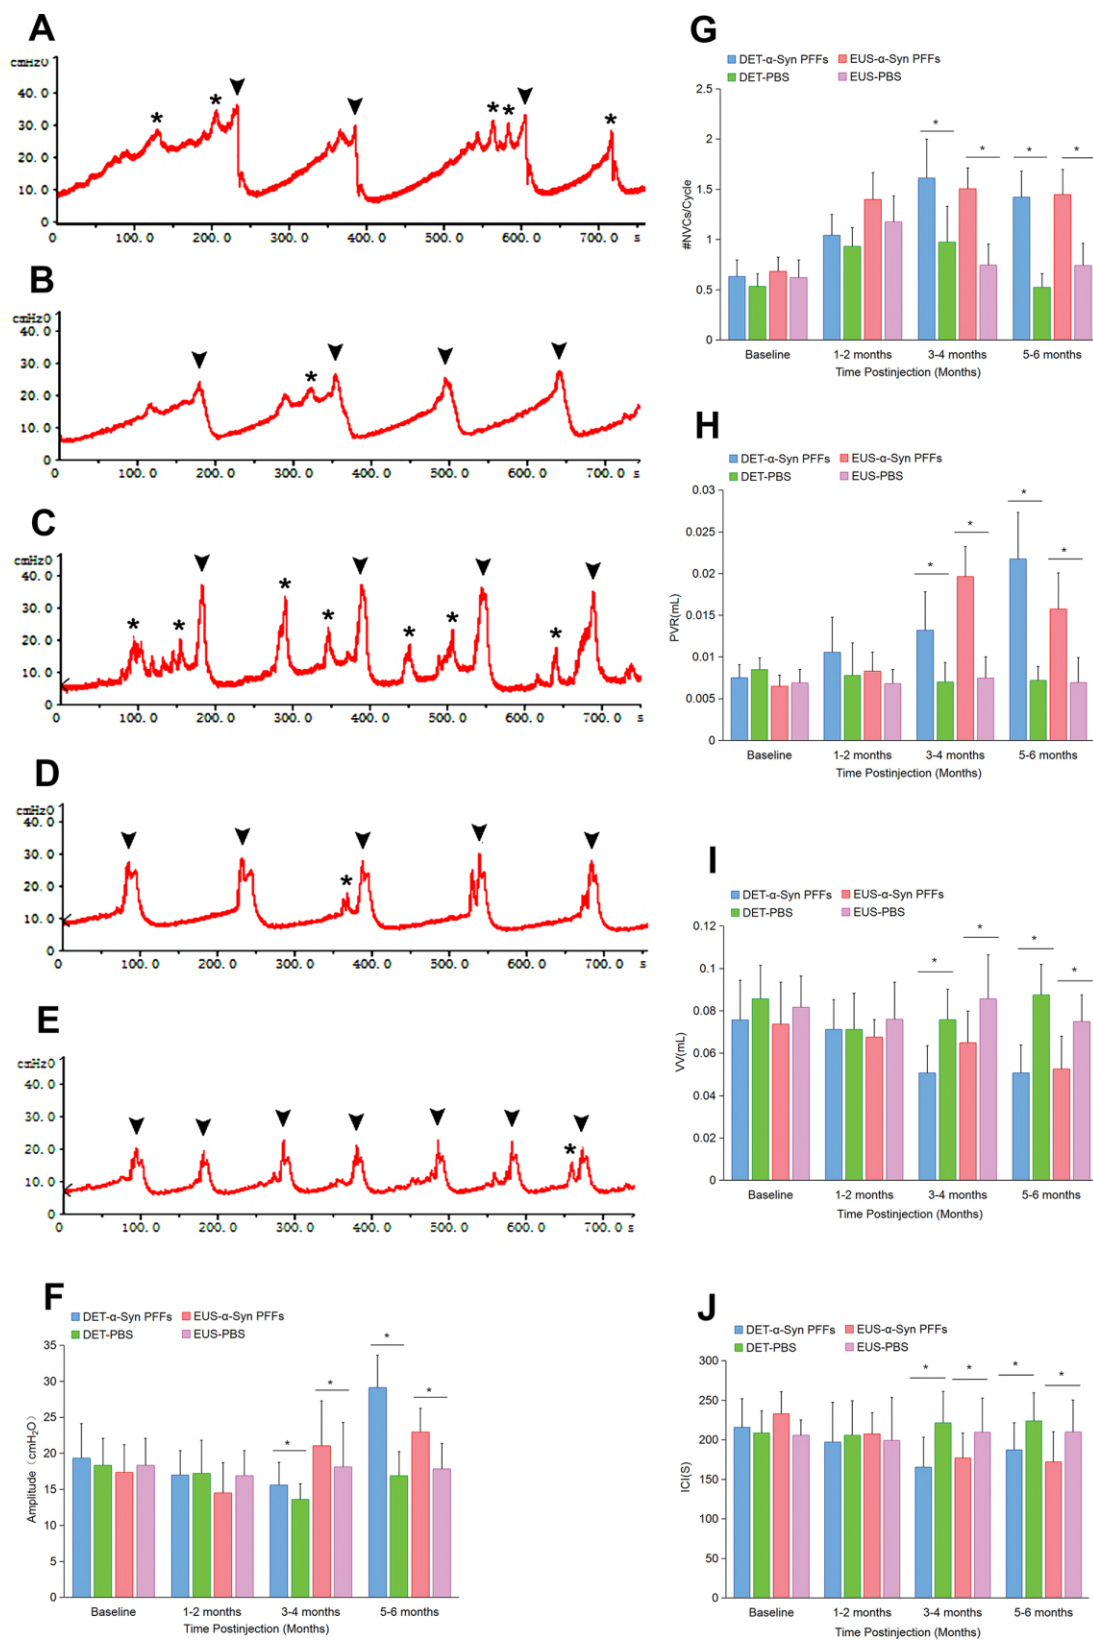 A
cmH2O
40.0
30.0
20.0
10.0
0
0 100.0 200.0 300.0 400.0 500.0 600.0 700.0 s
* * * * *
B
cmH2O
40.0
30.0
20.0
10.0
0
0 100.0 200.0 300.0 400.0 500.0 600.0 700.0 s
*
C
cmH2O
40.0
30.0
20.0
10.0
0
0 100.0 200.0 300.0 400.0 500.0 600.0 700.0 s
* * * * * * *
D
cmH2O
40.0
30.0
20.0
10.0
0
0 100.0 200.0 300.0 400.0 500.0 600.0 700.0 s
*
E
cmH2O
40.0
30.0
20.0
10.0
0
0 100.0 200.0 300.0 400.0 500.0 600.0 700.0 s
*
F
DET-α-Syn PFFs EUS-α-Syn PFFs
DET-PBS EUS-PBS
Amplitude (cmH₂O)
35
30
25
20
15
10
5
0
* * * *
Baseline 1-2 months 3-4 months 5-6 months
Time Postinjection (Months)
G
DET-α-Syn PFFs EUS-α-Syn PFFs
DET-PBS EUS-PBS
#NVCs/Cycle
2.5
2
1.5
1
0.5
0
* * * *
Baseline 1-2 months 3-4 months 5-6 months
Time Postinjection (Months)
H
DET-α-Syn PFFs EUS-α-Syn PFFs
DET-PBS EUS-PBS
PVR(mL)
0.03
0.025
0.02
0.015
0.01
0.005
0
* * * *
Baseline 1-2 months 3-4 months 5-6 months
Time Postinjection (Months)
I
DET-α-Syn PFFs EUS-α-Syn PFFs
DET-PBS EUS-PBS
VV(mL)
0.12
0.1
0.08
0.06
0.04
0.02
0
* * * *
Baseline 1-2 months 3-4 months 5-6 months
Time Postinjection (Months)
J
DET-α-Syn PFFs EUS-α-Syn PFFs
DET-PBS EUS-PBS
ICI(S)
300
250
200
150
100
50
0
* * * *
Baseline 1-2 months 3-4 months 5-6 months
Time Postinjection (Months)